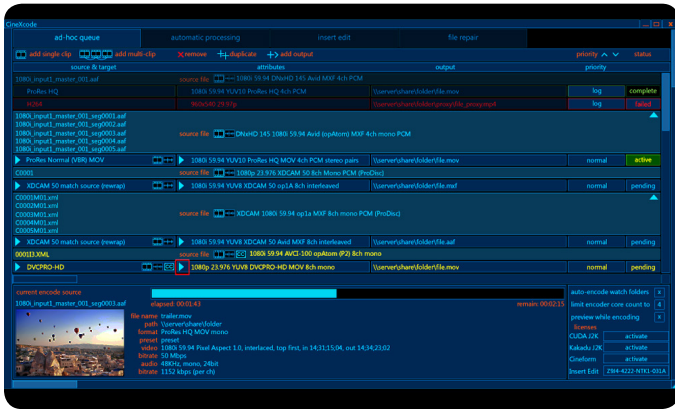 CineXcode
ad-hoc queue automatic processing insert edit file repair
add single clip add multi-clip remove duplicate add output priority status
source & target attributes output priority
1080i_input1_master_001.aaf source file 1080i 59.94 DNxHD 145 Avid MXF 4ch PCM
ProRes HQ 1080i 59.94 YUV10 ProRes HQ 4ch PCM \\server\share\folder\file.mov log complete
H264 960x540 29.97p \\server\share\folder\proxy\file_proxy.mp4 log failed
1080i_input1_master_001_seg0001.aaf
1080i_input1_master_001_seg0002.aaf
1080i_input1_master_001_seg0003.aaf source file DNxHD 145 1080i 59.94 Avid (opAtom) MXF 4ch mono PCM
1080i_input1_master_001_seg0004.aaf
1080i_input1_master_001_seg0005.aaf
ProRes Normal (VBR) MOV 1080i 59.94 YUV10 ProRes HQ MOV 4ch PCM stereo pairs \\server\share\folder\file.mov normal active
C0001 source file 1080p 23.976 XDCAM 50 8ch Mono PCM (ProDisc)
XDCAM 50 match source (rewrap) 1080i 59.94 YUV8 XDCAM 50 op1A 8ch interleaved \\server\share\folder\file.mxf normal pending
C0001M01.xml
C0002M01.xml
C0003M01.xml source file XDCAM 1080i 59.94 op1a MXF 8ch mono PCM (ProDisc)
C0004M01.xml
C0005M01.xml
XDCAM 50 match source (rewrap) 1080i 59.94 YUV8 XDCAM 50 Avid MXF 8ch interleaved \\server\share\folder\file.aaf normal pending
0001I3.XML source file CC 1080i 59.94 AVCI-100 opAtom (P2) 8ch mono
DVCPRO-HD CC 1080p 23.976 YUV8 DVCPRO-HD MOV 8ch mono \\server\share\folder\file.mov normal pending
current encode source
1080i_input1_master_001_seg0003.aaf elapsed: 00:01:43 remain: 00:02:15
file name trailer.mov
path \\server\share\folder
format ProRes HQ MOV mono
preset preset
video 1080i 59.94 Pixel Aspect 1.0, interlaced, top first, in 14;31;15;04, out 14;34;23;02
bitrate 50 Mbps
audio 48KHz, mono, 24bit
bitrate 1152 kbps (per ch)
auto-encode watch folders x
limit encoder core count to 4
preview while encoding x
licenses
CUDA J2K activate
Kakadu J2K activate
Cineform activate
Insert Edit Z9I4-4222-NTK1-031A